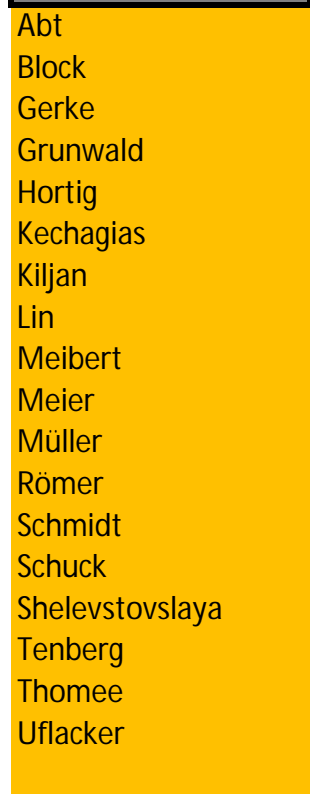 Abt
Block
Gerke
Grunwald
Hortig
Kechagias
Kiljan
Lin
Meibert
Meier
Müller
Römer
Schmidt
Schuck
Shelevstovslaya
Tenberg
Thomee
Uflacker